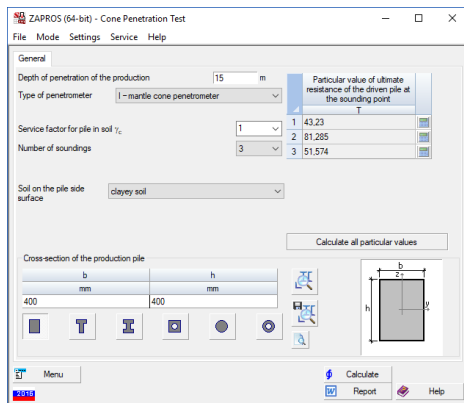 ZAPROS (64-bit) - Cone Penetration Test
File Mode Settings Service Help
General
Depth of penetration of the production 15 m
Type of penetrometer I – mantle cone penetrometer
Service factor for pile in soil γc 1
Number of soundings 3
Particular value of ultimate
resistance of the driven pile at
the sounding point
T
1 43,23
2 81,285
3 51,574
Soil on the pile side
surface
clayey soil
Calculate all particular values
Cross-section of the production pile
b h
mm mm
400 400
b
z
h
y
Menu
Calculate
Report
Help
2016
W